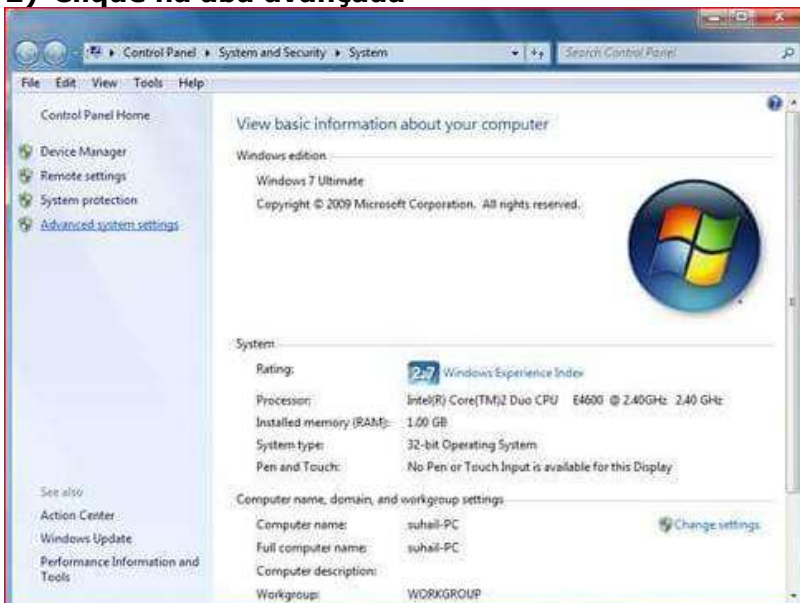 2) Clique na aba avançada
Control Panel ▸ System and Security ▸ System
Search Control Panel
File Edit View Tools Help
Control Panel Home
Device Manager
Remote settings
System protection
Advanced system settings
See also
Action Center
Windows Update
Performance Information and
Tools
View basic information about your computer
Windows edition
Windows 7 Ultimate
Copyright © 2009 Microsoft Corporation. All rights reserved.
System
Rating: 2,7 Windows Experience Index
Processor: Intel(R) Core(TM)2 Duo CPU E4600 @ 2.40GHz 2.40 GHz
Installed memory (RAM): 1.00 GB
System type: 32-bit Operating System
Pen and Touch: No Pen or Touch Input is available for this Display
Computer name, domain, and workgroup settings
Computer name: suhail-PC Change settings
Full computer name: suhail-PC
Computer description:
Workgroup: WORKGROUP